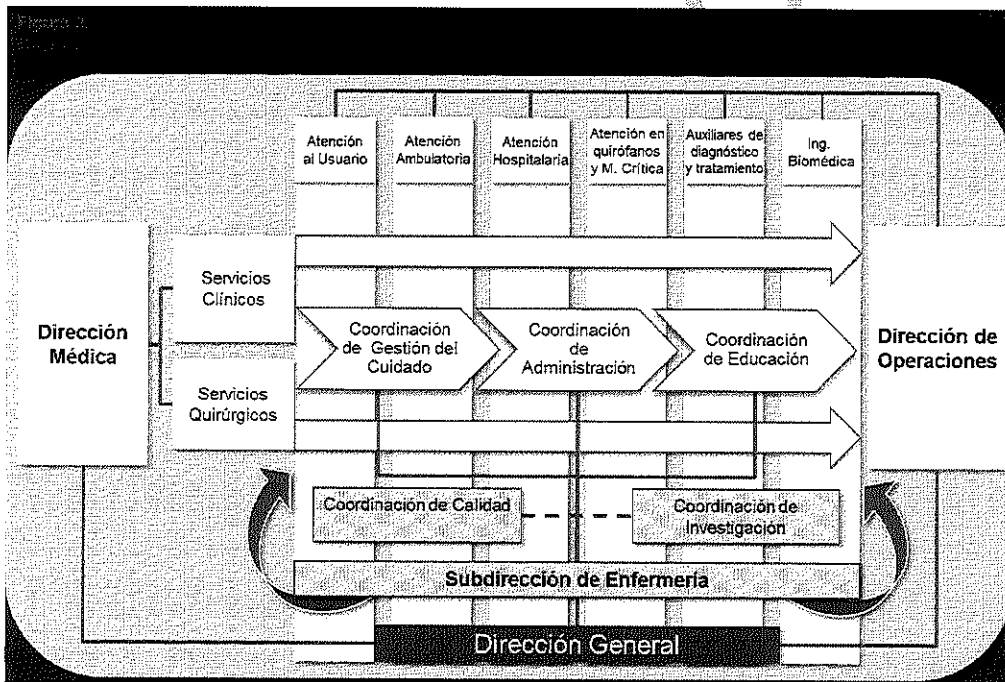 Figura 2.
Atención
al Usuario
Atención
Ambulatoria
Atención
Hospitalaria
Atención en
quirófanos
y M. Crítica
Auxiliares de
diagnóstico
y tratamiento
Ing.
Biomédica
Dirección
Médica
Servicios
Clínicos
Servicios
Quirúrgicos
Coordinación
de Gestión del
Cuidado
Coordinación
de
Administración
Coordinación
de Educación
Dirección de
Operaciones
Coordinación de Calidad
Coordinación de
Investigación
Subdirección de Enfermería
Dirección General